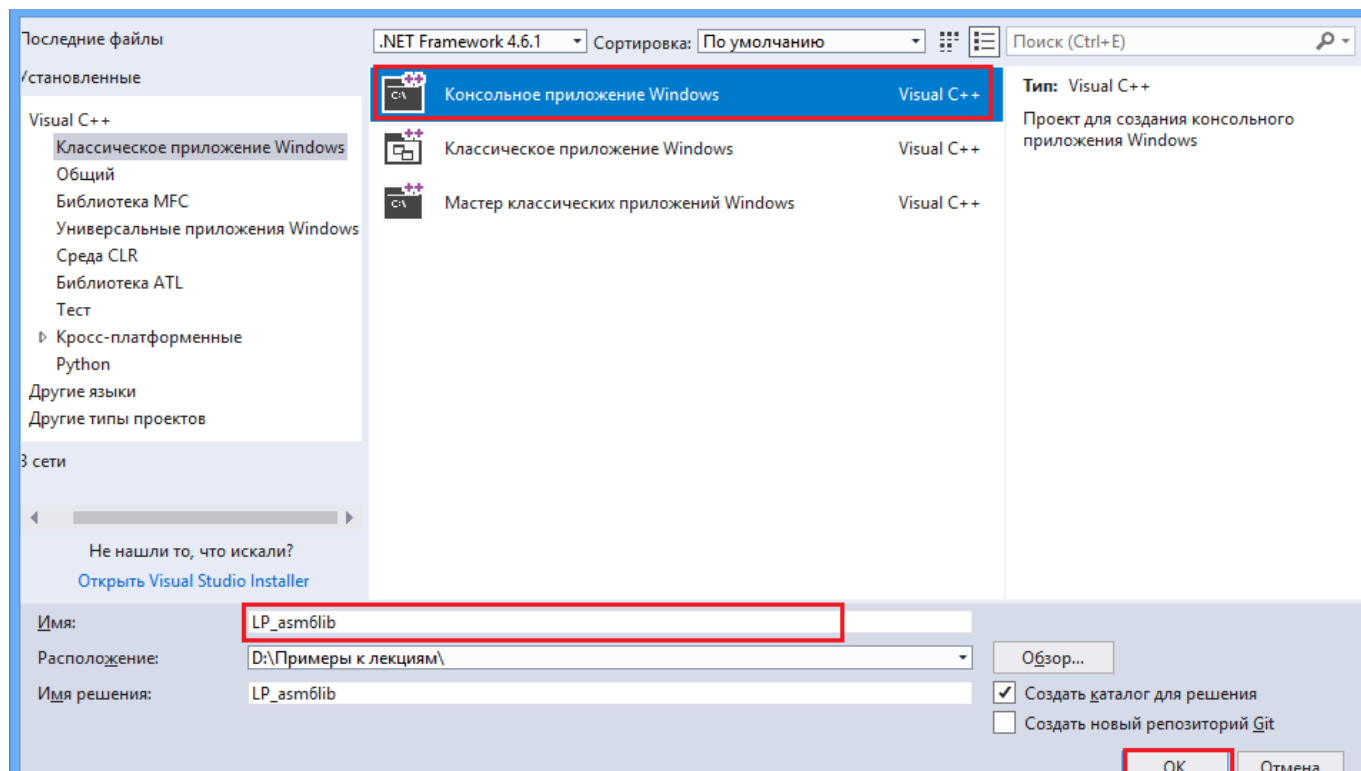 Последние файлы
.NET Framework 4.6.1
Сортировка: По умолчанию
Поиск (Ctrl+E)
Установленные
Visual C++
Классическое приложение Windows
Общий
Библиотека MFC
Универсальные приложения Windows
Среда CLR
Библиотека ATL
Тест
Кросс-платформенные
Python
Другие языки
Другие типы проектов
В сети
Не нашли то, что искали?
Открыть Visual Studio Installer
Консольное приложение Windows Visual C++
Классическое приложение Windows Visual C++
Мастер классических приложений Windows Visual C++
Тип: Visual C++
Проект для создания консольного
приложения Windows
Имя: LP_asm6lib
Расположение: D:\Примеры к лекциям\
Обзор...
Имя решения: LP_asm6lib
Создать каталог для решения
Создать новый репозиторий Git
ОК
Отмена